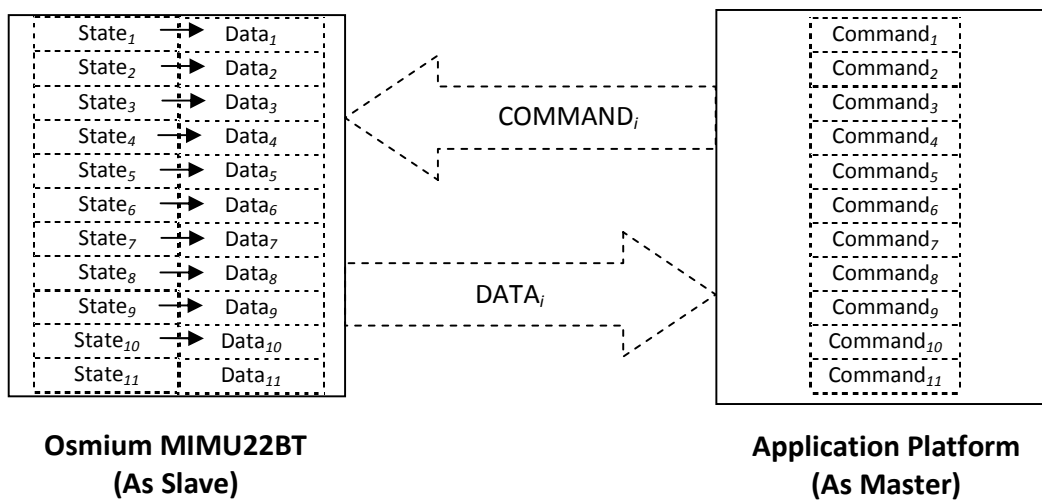 State₁ Data₁ Command₁
State₂ Data₂ Command₂
State₃ Data₃ Command₃
State₄ Data₄ Command₄
State₅ Data₅ Command₅
State₆ Data₆ Command₆
State₇ Data₇ Command₇
State₈ Data₈ Command₈
State₉ Data₉ Command₉
State₁₀ Data₁₀ Command₁₀
State₁₁ Data₁₁ Command₁₁
COMMANDᵢ
DATAᵢ
Osmium MIMU22BT
(As Slave)
Application Platform
(As Master)